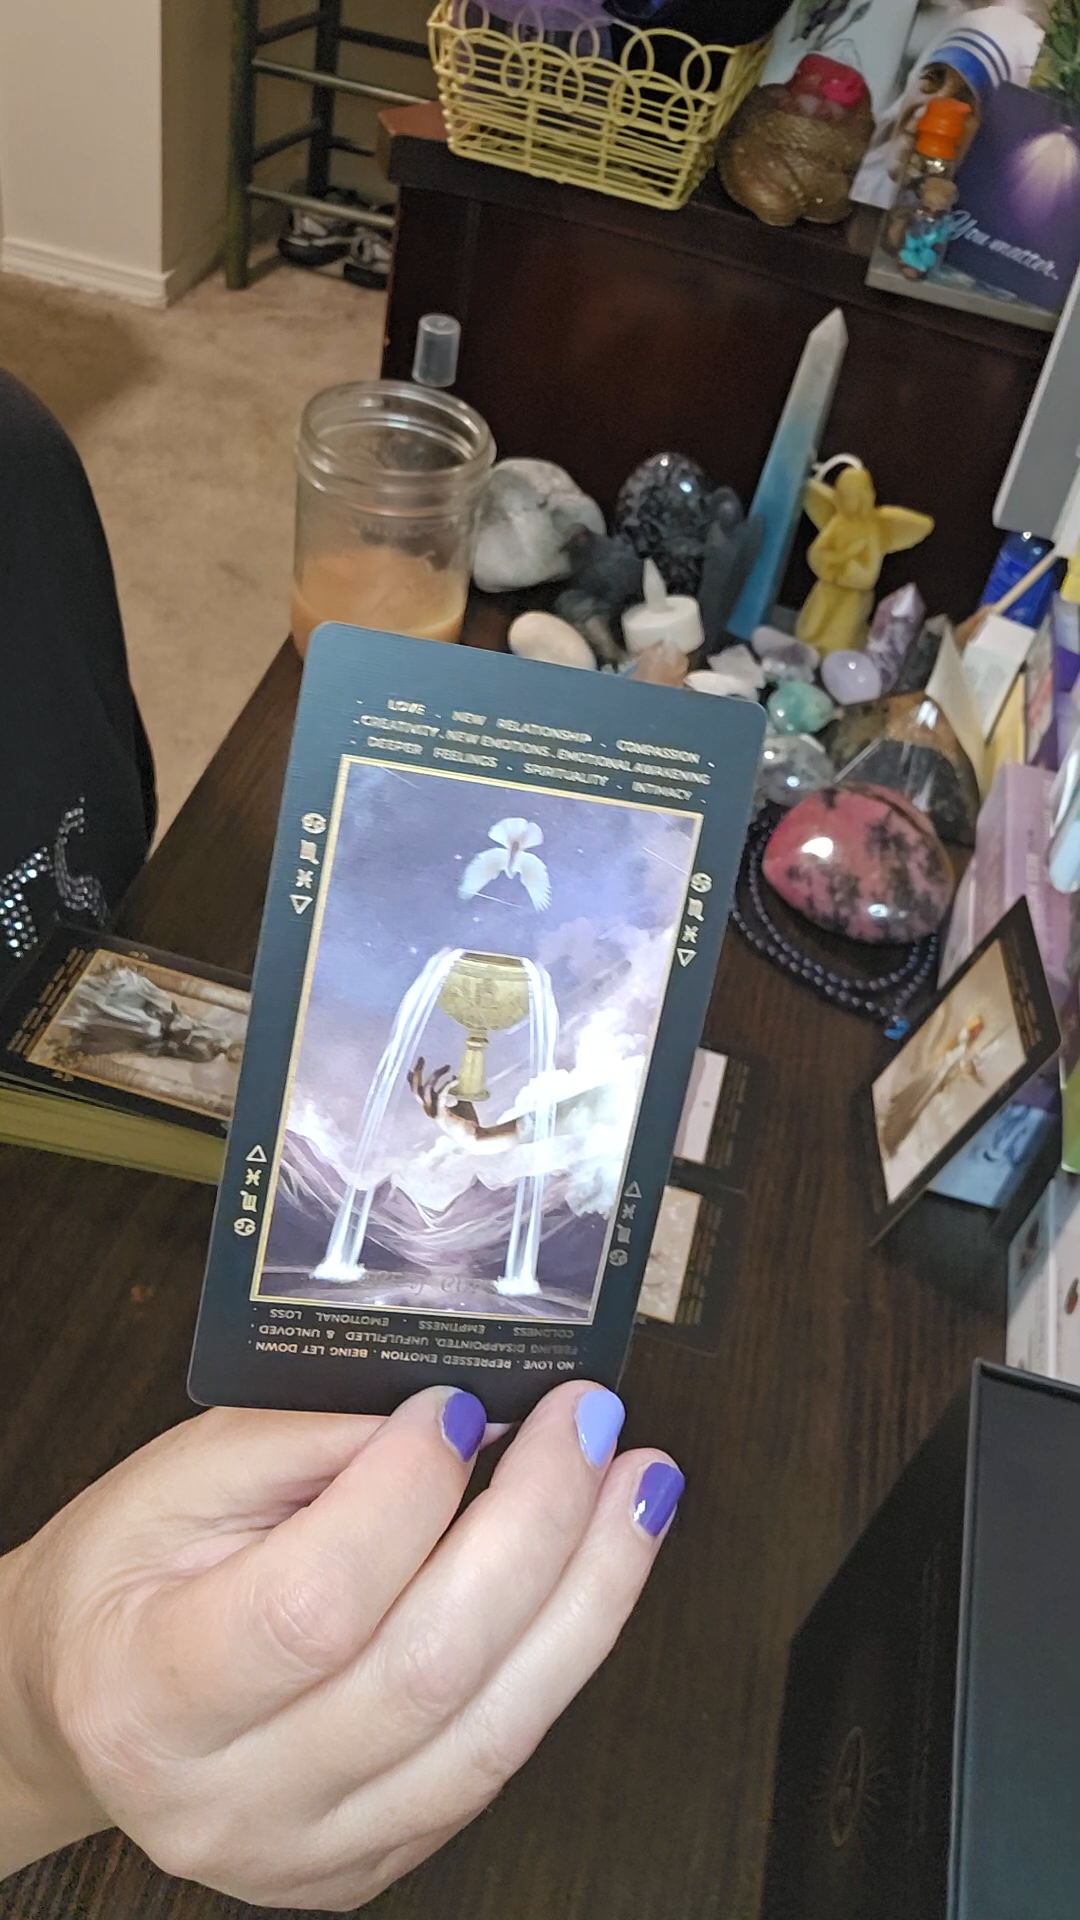 You matter.
. LOVE . NEW RELATIONSHIP . COMPASSION .
. CREATIVITY . NEW EMOTIONS . EMOTIONAL AWAKENING
. DEEPER FEELINGS . SPIRITUALITY . INTIMACY .
. NO LOVE . REPRESSED EMOTION . BEING LET DOWN .
. FEELING DISAPPOINTED, UNFULFILLED & UNLOVED .
COLDNESS . EMPTINESS . EMOTIONAL LOSS .